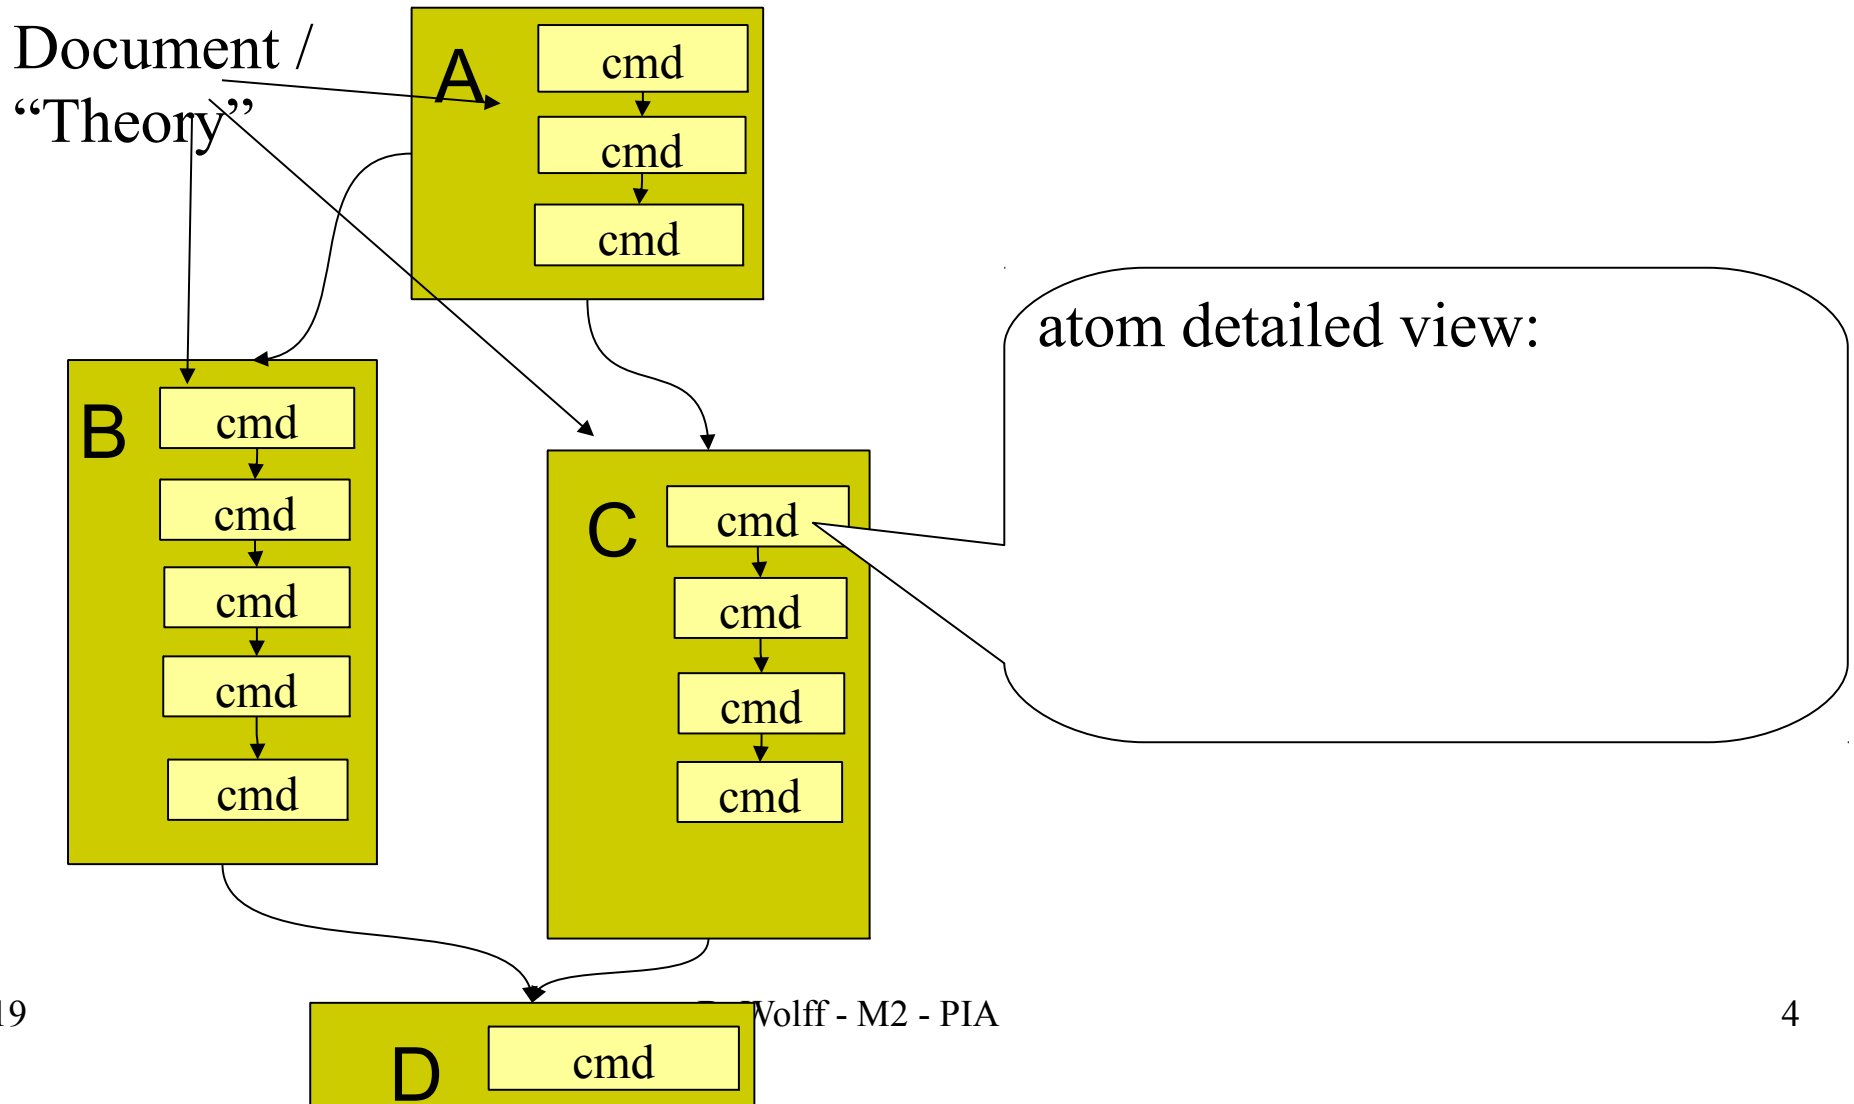 Document /
“Theory”
A
cmd
cmd
cmd
atom detailed view:
B
cmd
cmd
cmd
cmd
cmd
C
cmd
cmd
cmd
cmd
19
Wolff - M2 - PIA
4
D
cmd